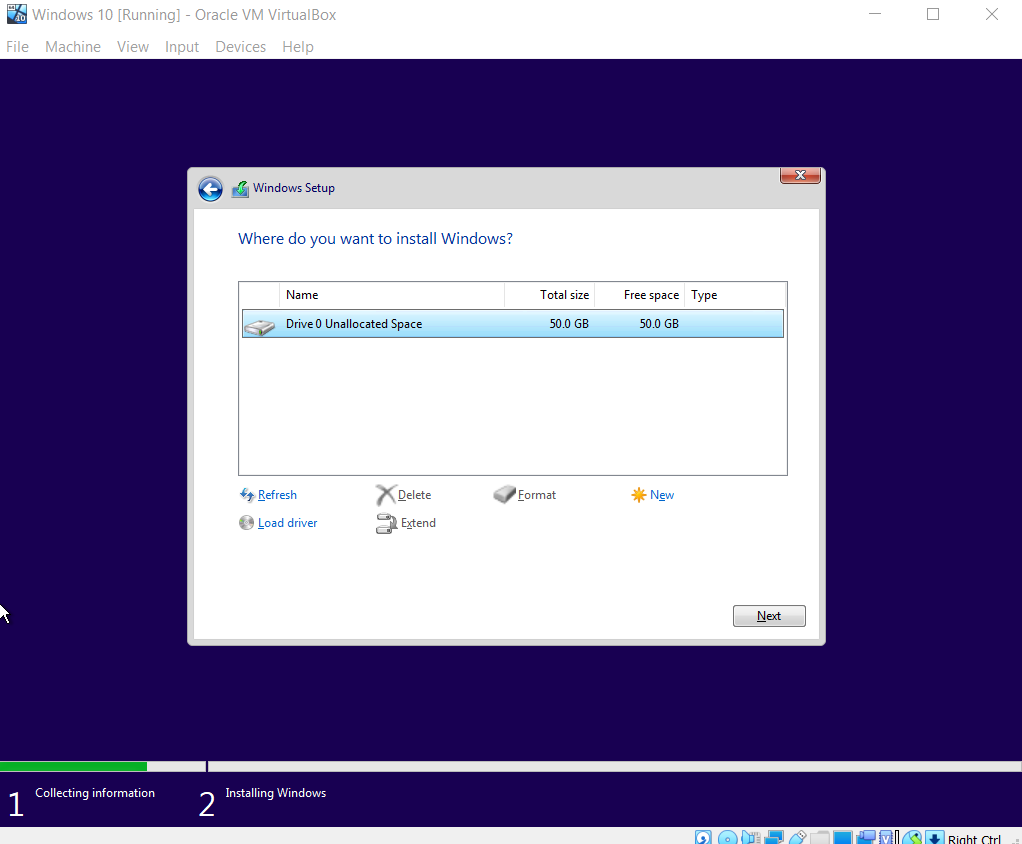 Windows 10 [Running] - Oracle VM VirtualBox
File Machine View Input Devices Help
Windows Setup
Where do you want to install Windows?
Name Total size Free space Type
Drive 0 Unallocated Space 50.0 GB 50.0 GB
Refresh Delete Format New
Load driver Extend
Next
1 Collecting information 2 Installing Windows
Right Ctrl